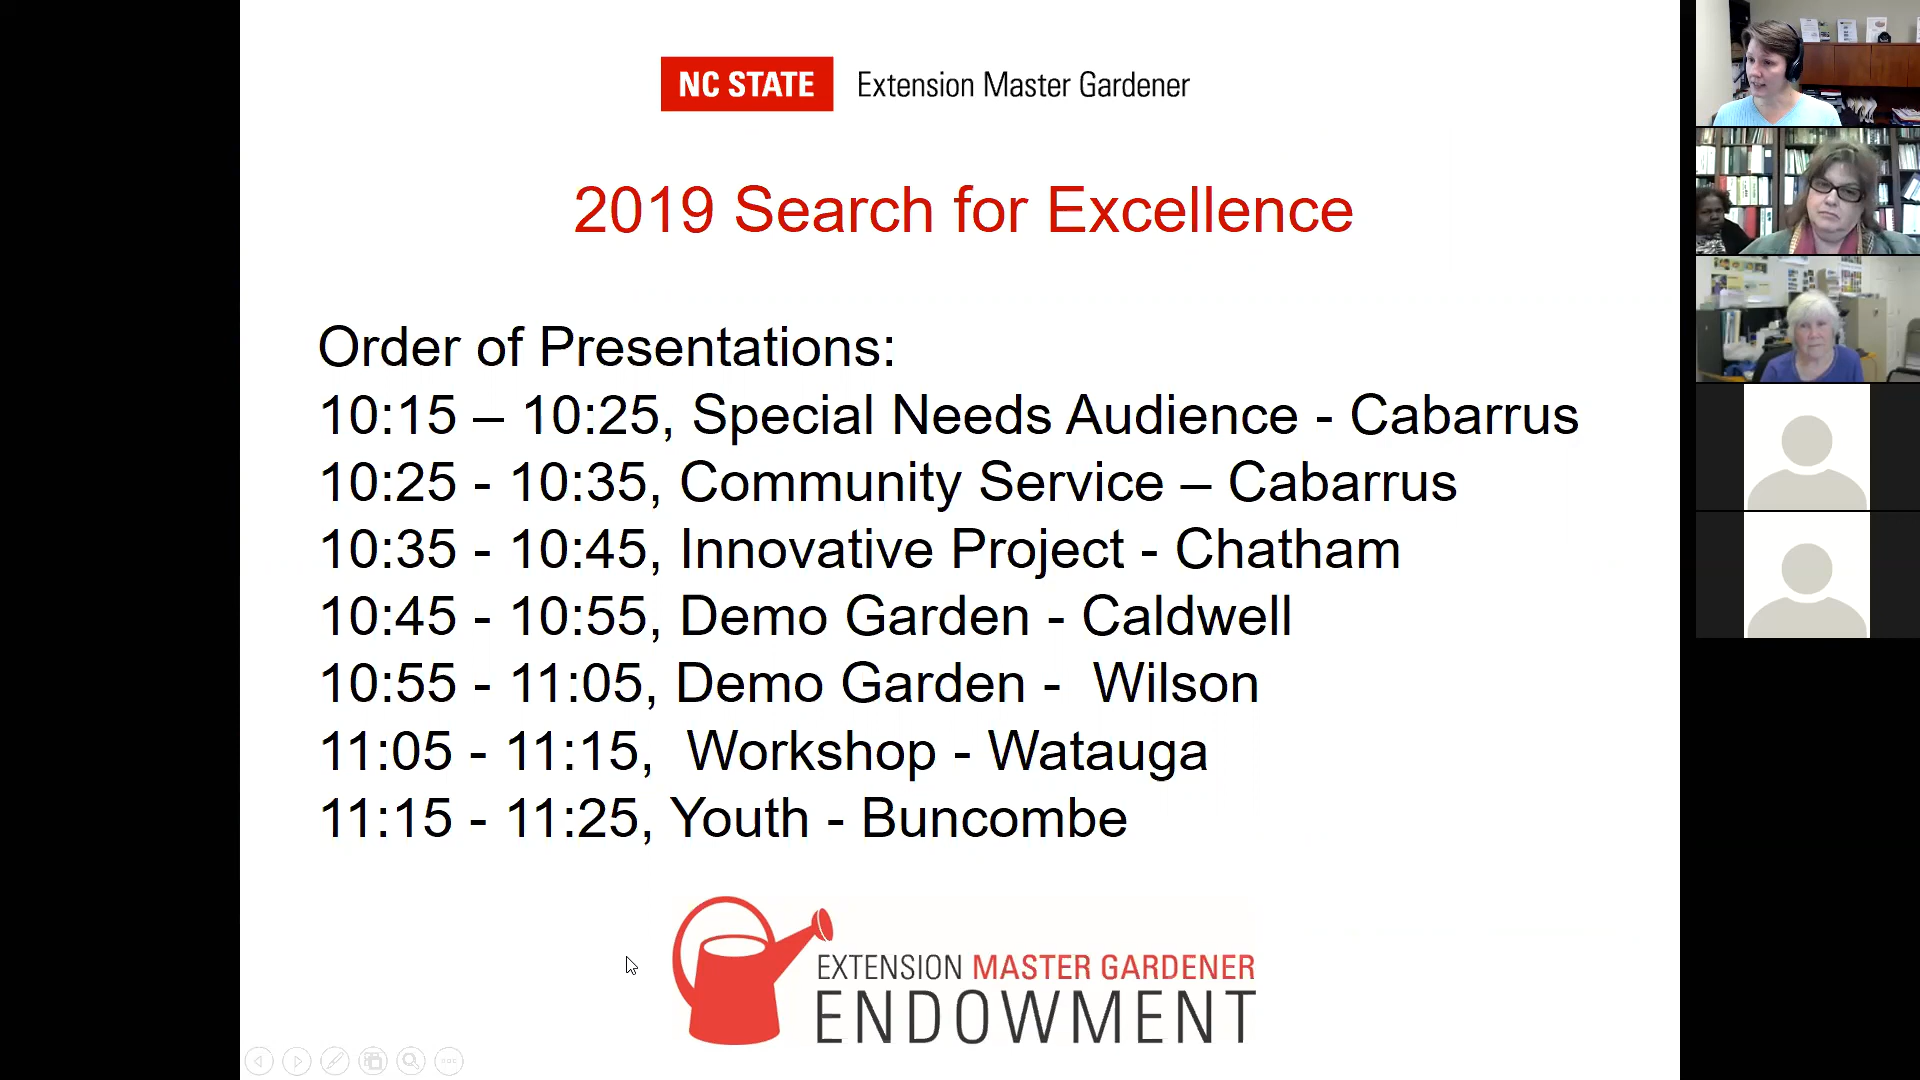 NC STATE Extension Master Gardener
2019 Search for Excellence
Order of Presentations:
10:15 – 10:25, Special Needs Audience - Cabarrus
10:25 - 10:35, Community Service – Cabarrus
10:35 - 10:45, Innovative Project - Chatham
10:45 - 10:55, Demo Garden - Caldwell
10:55 - 11:05, Demo Garden -  Wilson
11:05 - 11:15,  Workshop - Watauga
11:15 - 11:25, Youth - Buncombe
EXTENSION MASTER GARDENER
ENDOWMENT